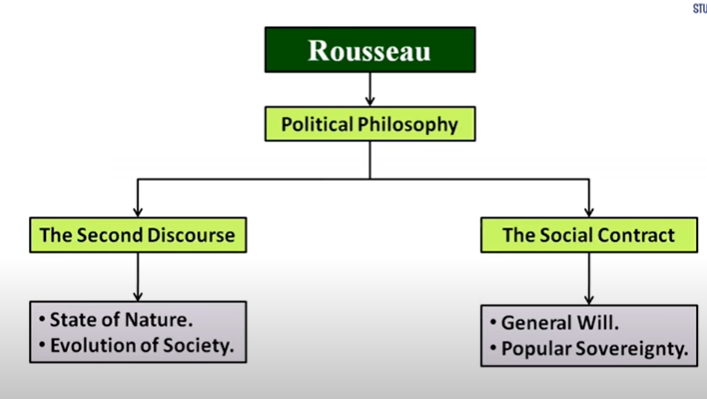 STU
Rousseau
Political Philosophy
The Second Discourse
The Social Contract
• State of Nature.
• Evolution of Society.
• General Will.
• Popular Sovereignty.